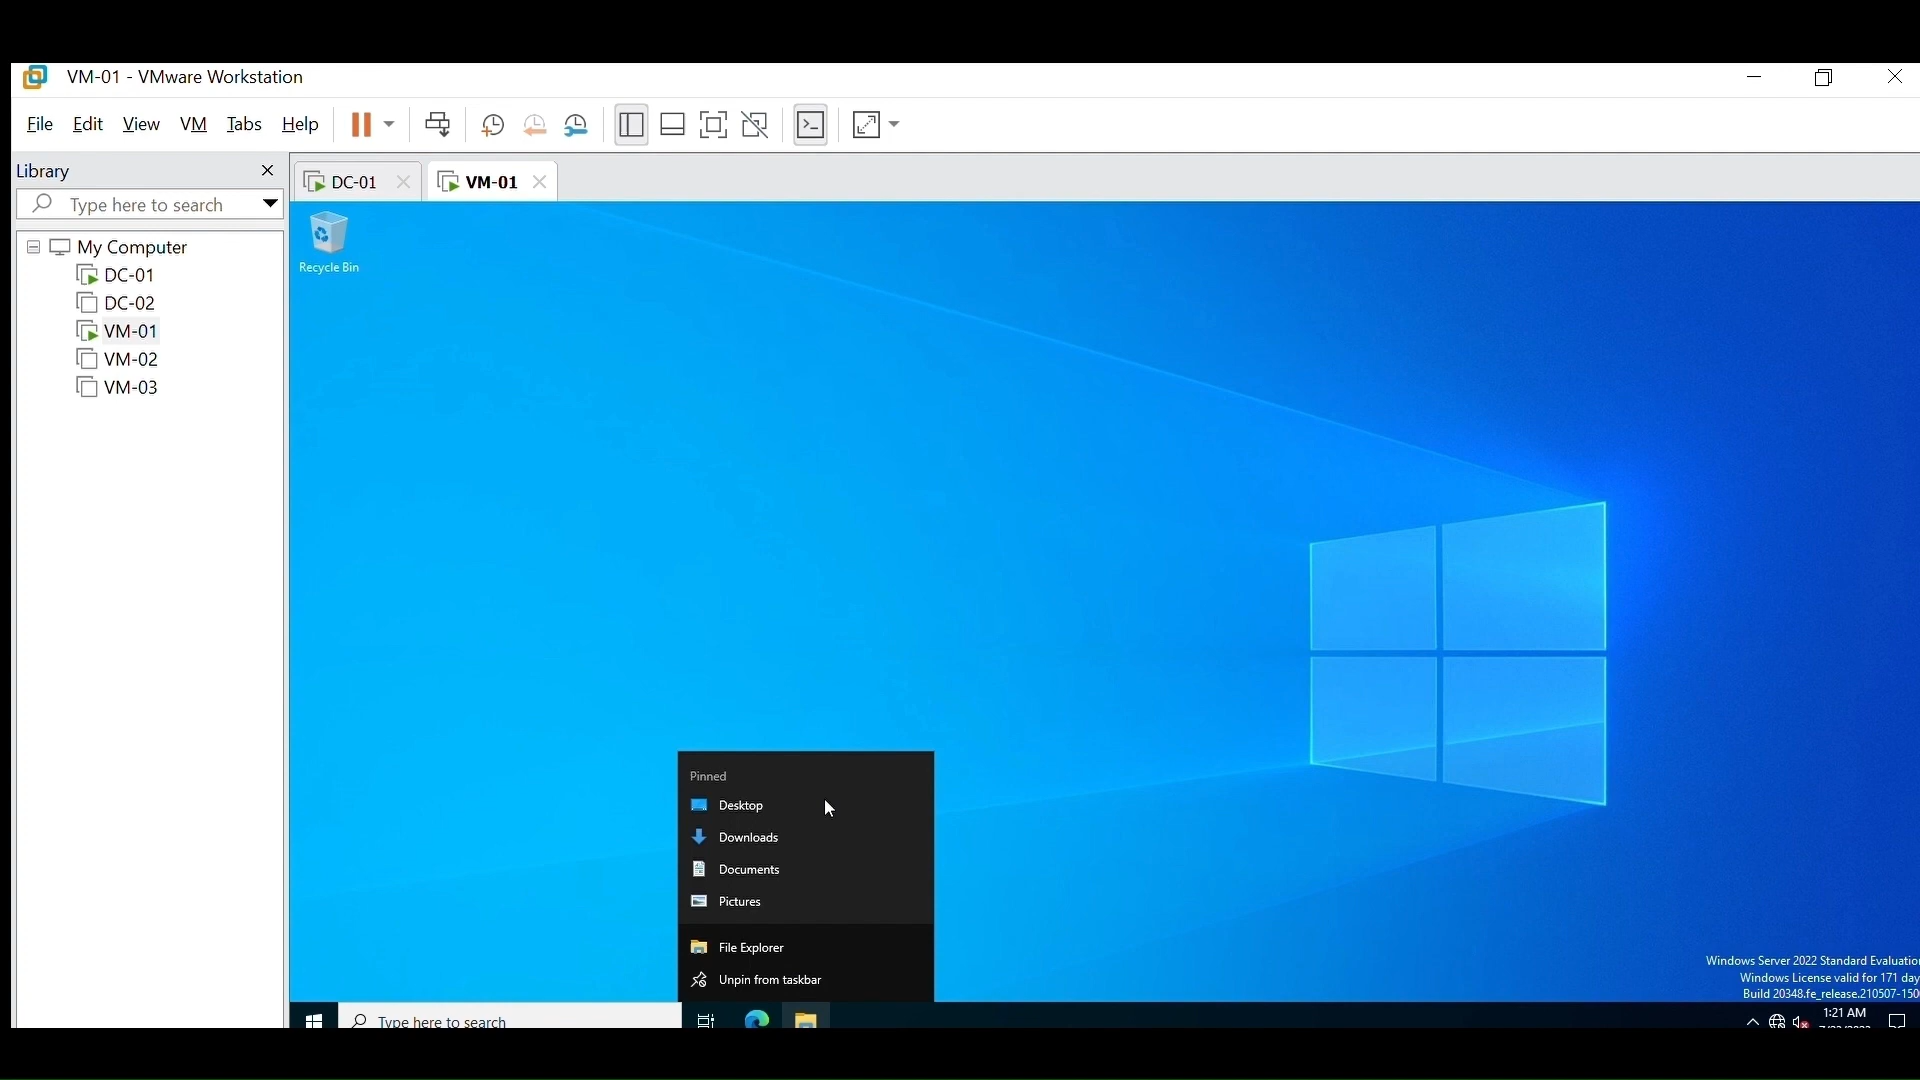 VM-01 - VMware Workstation
File Edit View VM Tabs Help
Library
Type here to search
DC-01
VM-01
My Computer
DC-01
DC-02
VM-01
VM-02
VM-03
Recycle Bin
Pinned
Desktop
Downloads
Documents
Pictures
File Explorer
Unpin from taskbar
Windows Server 2022 Standard Evaluation
Windows License valid for 171 day
Build 20348.fe_release.210507-150
Type here to search
1:21 AM